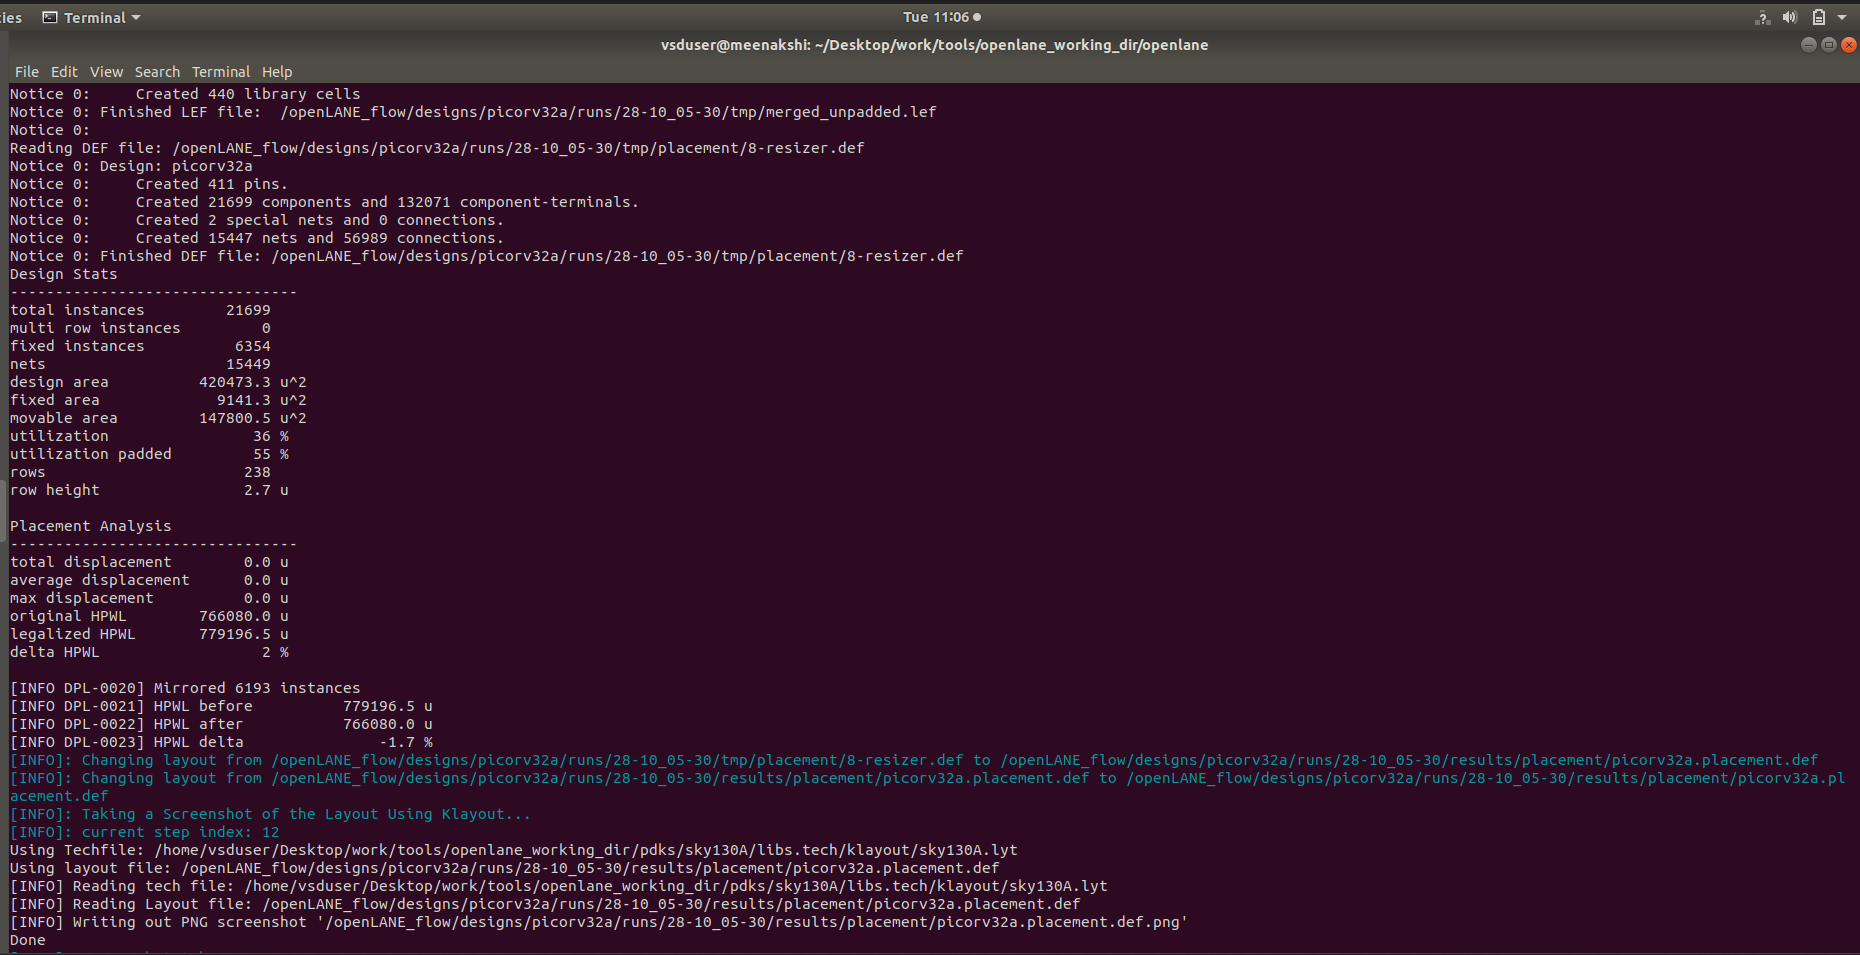 ies Terminal Tue 11:06
vsduser@meenakshi: ~/Desktop/work/tools/openlane_working_dir/openlane
File Edit View Search Terminal Help
Notice 0:     Created 440 library cells
Notice 0: Finished LEF file:  /openLANE_flow/designs/picorv32a/runs/28-10_05-30/tmp/merged_unpadded.lef
Notice 0:
Reading DEF file: /openLANE_flow/designs/picorv32a/runs/28-10_05-30/tmp/placement/8-resizer.def
Notice 0: Design: picorv32a
Notice 0:     Created 411 pins.
Notice 0:     Created 21699 components and 132071 component-terminals.
Notice 0:     Created 2 special nets and 0 connections.
Notice 0:     Created 15447 nets and 56989 connections.
Notice 0: Finished DEF file: /openLANE_flow/designs/picorv32a/runs/28-10_05-30/tmp/placement/8-resizer.def
Design Stats
--------------------------------
total instances         21699
multi row instances         0
fixed instances          6354
nets                    15449
design area          420473.3 u^2
fixed area             9141.3 u^2
movable area         147800.5 u^2
utilization                36 %
utilization padded         55 %
rows                      238
row height                2.7 u
Placement Analysis
--------------------------------
total displacement        0.0 u
average displacement      0.0 u
max displacement          0.0 u
original HPWL        766080.0 u
legalized HPWL       779196.5 u
delta HPWL                  2 %
[INFO DPL-0020] Mirrored 6193 instances
[INFO DPL-0021] HPWL before          779196.5 u
[INFO DPL-0022] HPWL after           766080.0 u
[INFO DPL-0023] HPWL delta               -1.7 %
[INFO]: Changing layout from /openLANE_flow/designs/picorv32a/runs/28-10_05-30/tmp/placement/8-resizer.def to /openLANE_flow/designs/picorv32a/runs/28-10_05-30/results/placement/picorv32a.placement.def
[INFO]: Changing layout from /openLANE_flow/designs/picorv32a/runs/28-10_05-30/results/placement/picorv32a.placement.def to /openLANE_flow/designs/picorv32a/runs/28-10_05-30/results/placement/picorv32a.pl
acement.def
[INFO]: Taking a Screenshot of the Layout Using Klayout...
[INFO]: current step index: 12
Using Techfile: /home/vsduser/Desktop/work/tools/openlane_working_dir/pdks/sky130A/libs.tech/klayout/sky130A.lyt
Using layout file: /openLANE_flow/designs/picorv32a/runs/28-10_05-30/results/placement/picorv32a.placement.def
[INFO] Reading tech file: /home/vsduser/Desktop/work/tools/openlane_working_dir/pdks/sky130A/libs.tech/klayout/sky130A.lyt
[INFO] Reading Layout file: /openLANE_flow/designs/picorv32a/runs/28-10_05-30/results/placement/picorv32a.placement.def
[INFO] Writing out PNG screenshot '/openLANE_flow/designs/picorv32a/runs/28-10_05-30/results/placement/picorv32a.placement.def.png'
Done